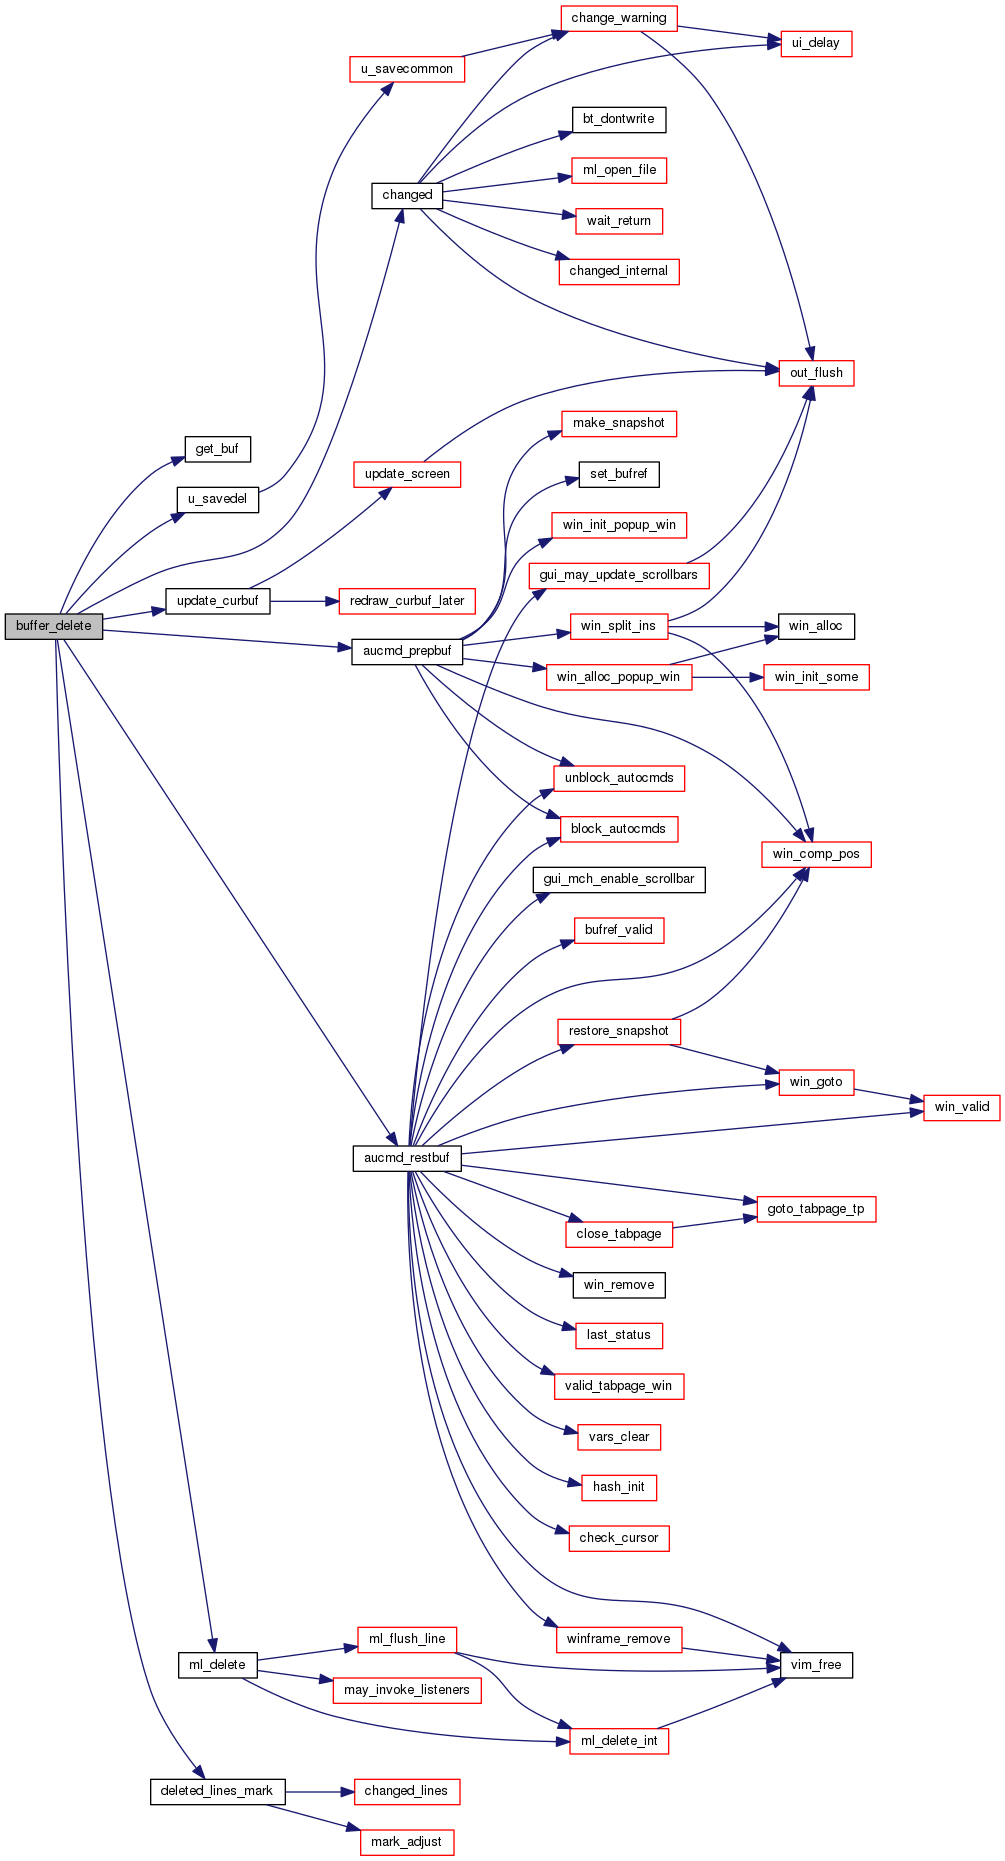 change_warning
ui_delay
u_savecommon
bt_dontwrite
ml_open_file
changed
wait_return
changed_internal
out_flush
make_snapshot
get_buf
update_screen
set_bufref
u_savedel
win_init_popup_win
gui_may_update_scrollbars
update_curbuf
redraw_curbuf_later
buffer_delete
win_split_ins
win_alloc
aucmd_prepbuf
win_alloc_popup_win
win_init_some
unblock_autocmds
block_autocmds
win_comp_pos
gui_mch_enable_scrollbar
bufref_valid
restore_snapshot
win_goto
win_valid
aucmd_restbuf
goto_tabpage_tp
close_tabpage
win_remove
last_status
valid_tabpage_win
vars_clear
hash_init
check_cursor
ml_flush_line
winframe_remove
ml_delete
vim_free
may_invoke_listeners
ml_delete_int
deleted_lines_mark
changed_lines
mark_adjust